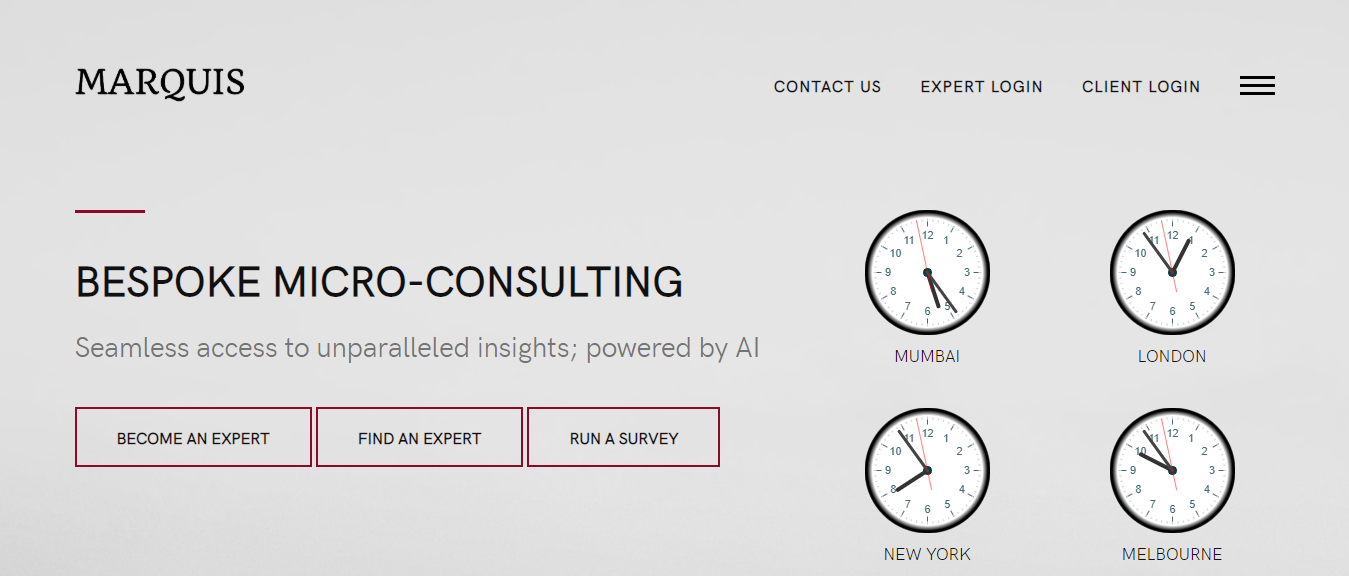 MARQUIS
CONTACT US EXPERT LOGIN CLIENT LOGIN
BESPOKE MICRO-CONSULTING
Seamless access to unparalleled insights; powered by AI
BECOME AN EXPERT FIND AN EXPERT RUN A SURVEY
12 1 2 3 4 5 6 7 8 9 10 11
MUMBAI
12 1 2 3 4 5 6 7 8 9 10 11
LONDON
12 1 2 3 4 5 6 7 8 9 10 11
NEW YORK
12 1 2 3 4 5 6 7 8 9 10 11
MELBOURNE